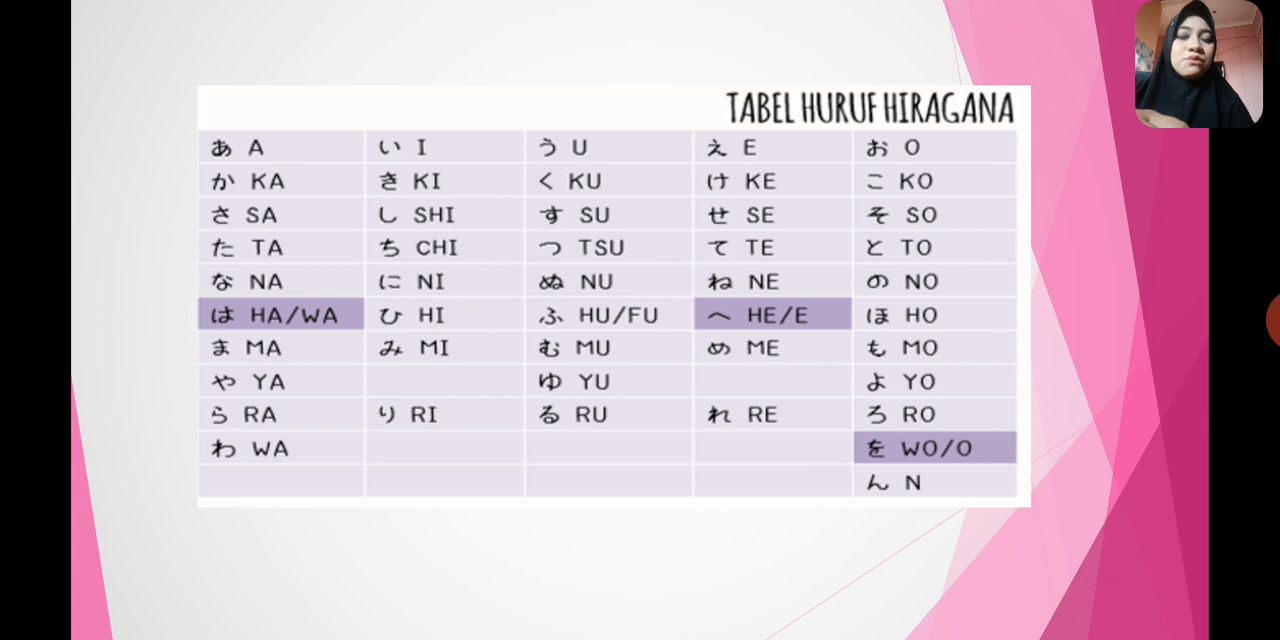 TABEL HURUF HIRAGANA
あ A い I う U え E お O
か KA き KI く KU け KE こ KO
さ SA し SHI す SU せ SE そ SO
た TA ち CHI つ TSU て TE と TO
な NA に NI ぬ NU ね NE の NO
は HA/WA ひ HI ふ HU/FU へ HE/E ほ HO
ま MA み MI む MU め ME も MO
や YA ゆ YU よ YO
ら RA り RI る RU れ RE ろ RO
わ WA を WO/O
ん N